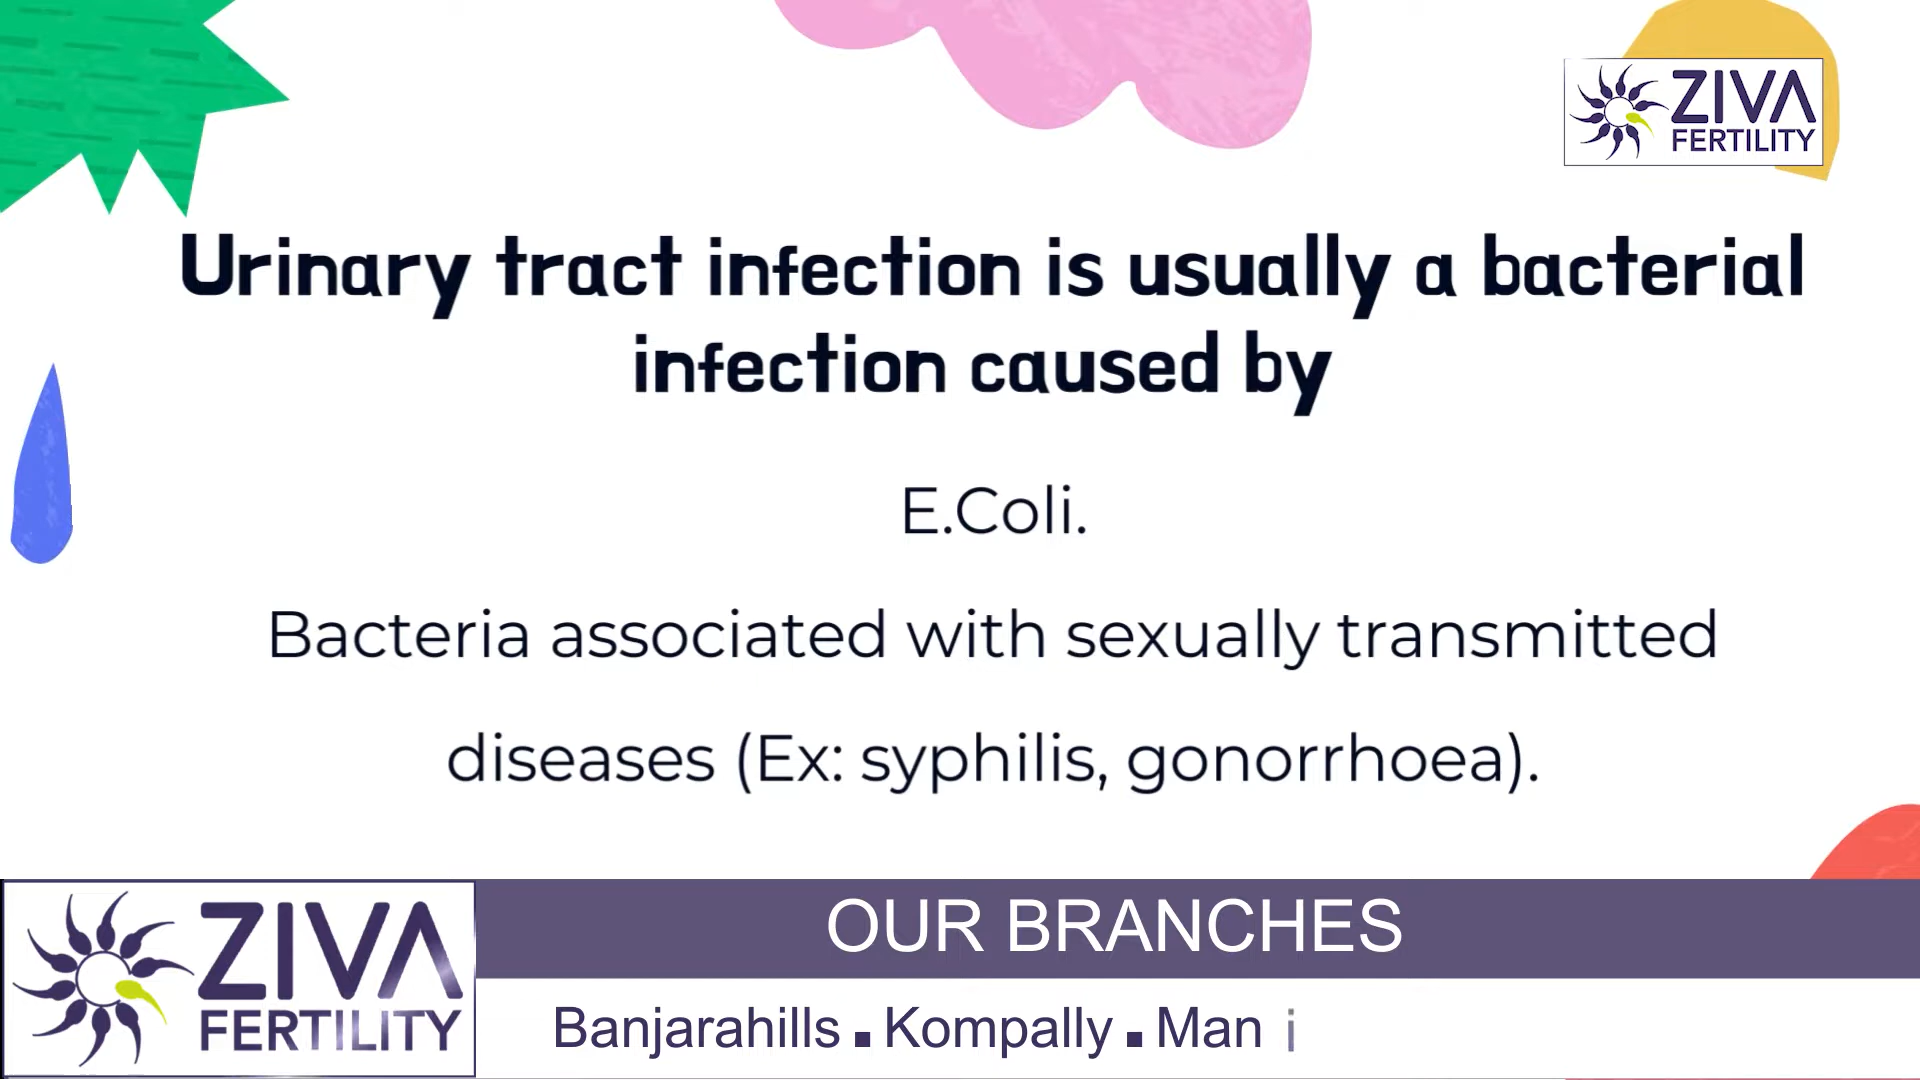 ZIVA
FERTILITY
Urinary tract infection is usually a bacterial
infection caused by
E.Coli.
Bacteria associated with sexually transmitted
diseases (Ex: syphilis, gonorrhoea).
ZIVA
FERTILITY
OUR BRANCHES
Banjarahills ▪ Kompally ▪ Man i